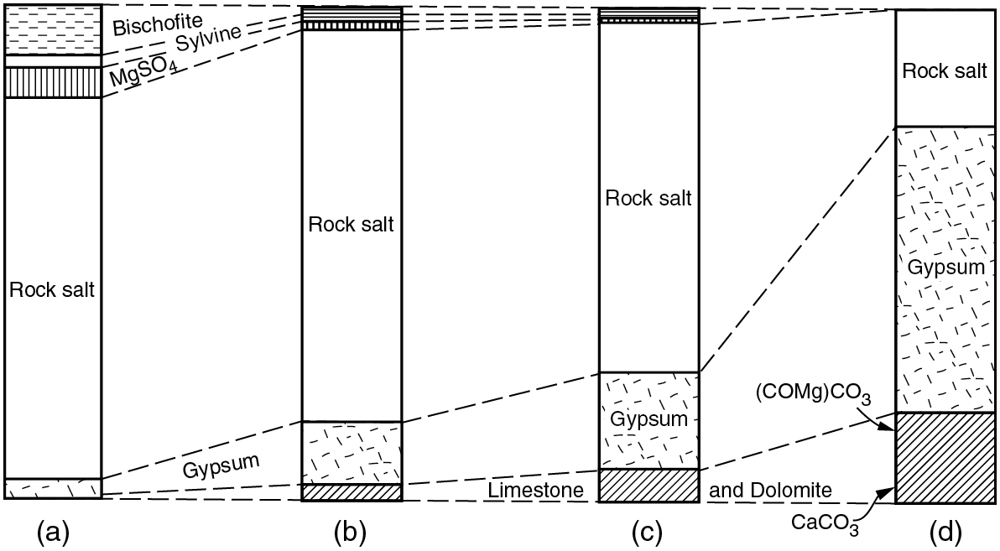 Bischofite
Sylvine
MgSO₄
Rock salt
Rock salt
Rock salt
Rock salt
Gypsum
Gypsum
Gypsum
(COMg)CO₃
Limestone and Dolomite
CaCO₃
(a) (b) (c) (d)